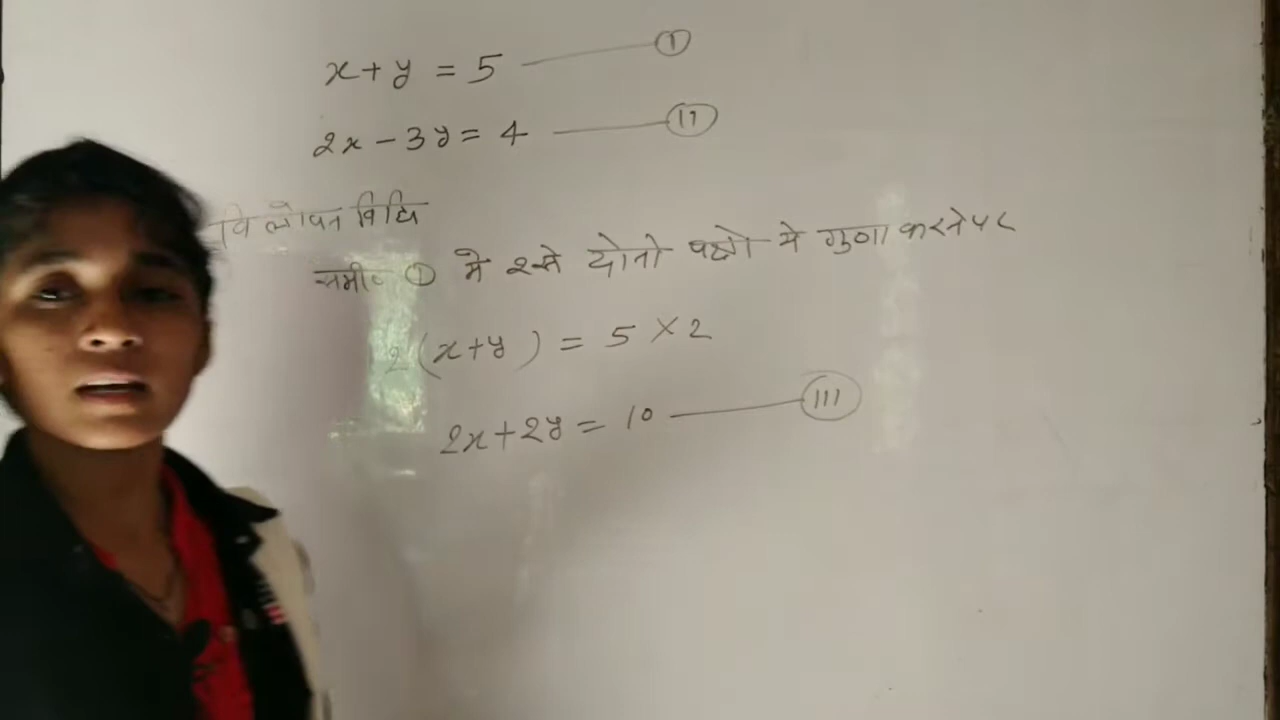 x + y = 5 —— (I)
2x - 3y = 4 —— (II)
विलोपन विधि
समी० (1) में 2 से दोनो पक्षो मे गुणा करने पर
2(x+y) = 5 × 2
2x + 2y = 10 —— (III)